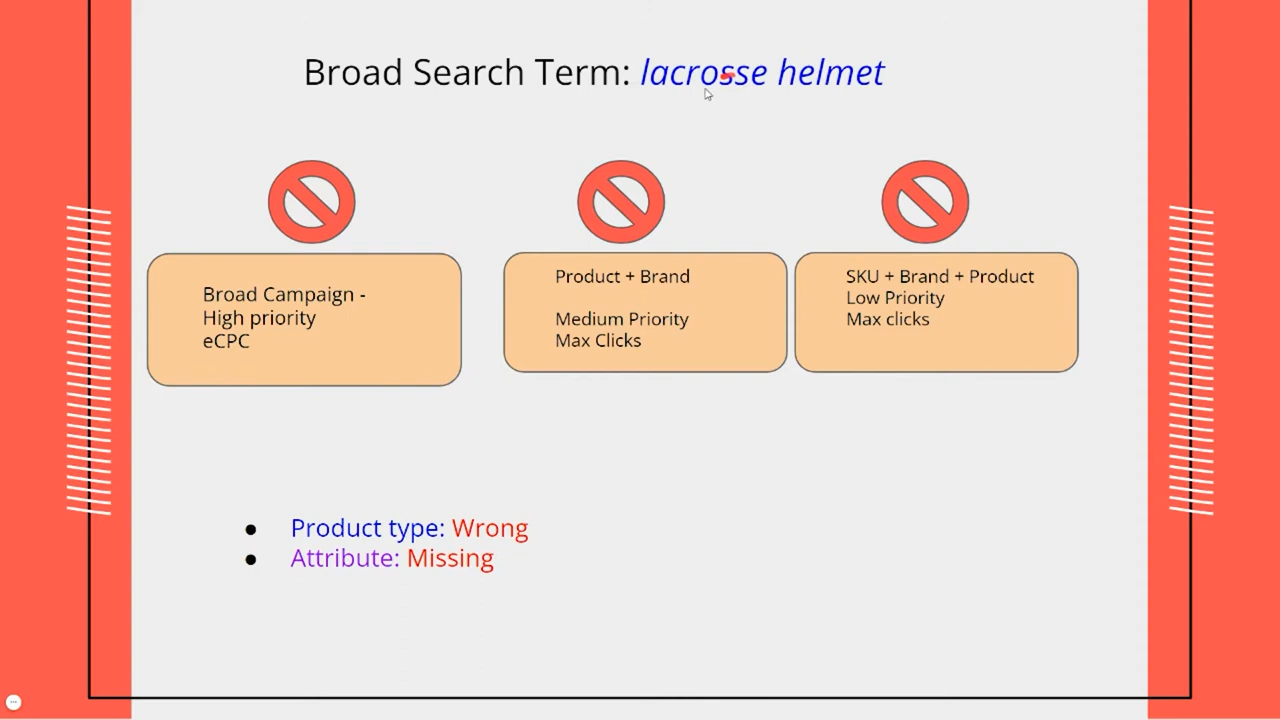 Broad Search Term: lacrosse helmet
Broad Campaign -
High priority
eCPC
Product + Brand
Medium Priority
Max Clicks
SKU + Brand + Product
Low Priority
Max clicks
● Product type: Wrong
● Attribute: Missing